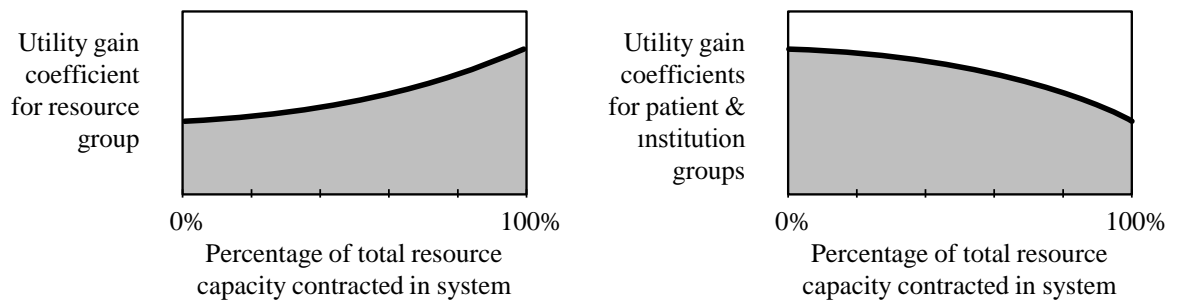 Utility gain
coefficient
for resource
group
0%
100%
Percentage of total resource
capacity contracted in system
Utility gain
coefficients
for patient &
institution
groups
0%
100%
Percentage of total resource
capacity contracted in system